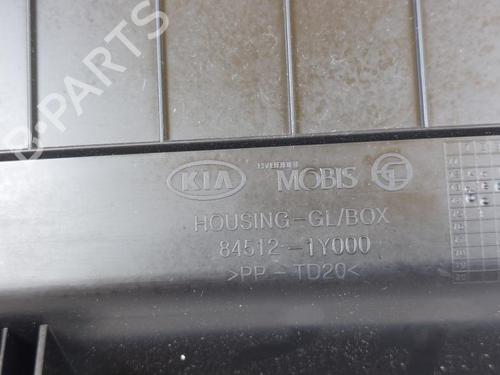 B-PARTS
KIA MOBIS
HOUSING-GL/BOX
84512-1Y000
>PP-TD20<